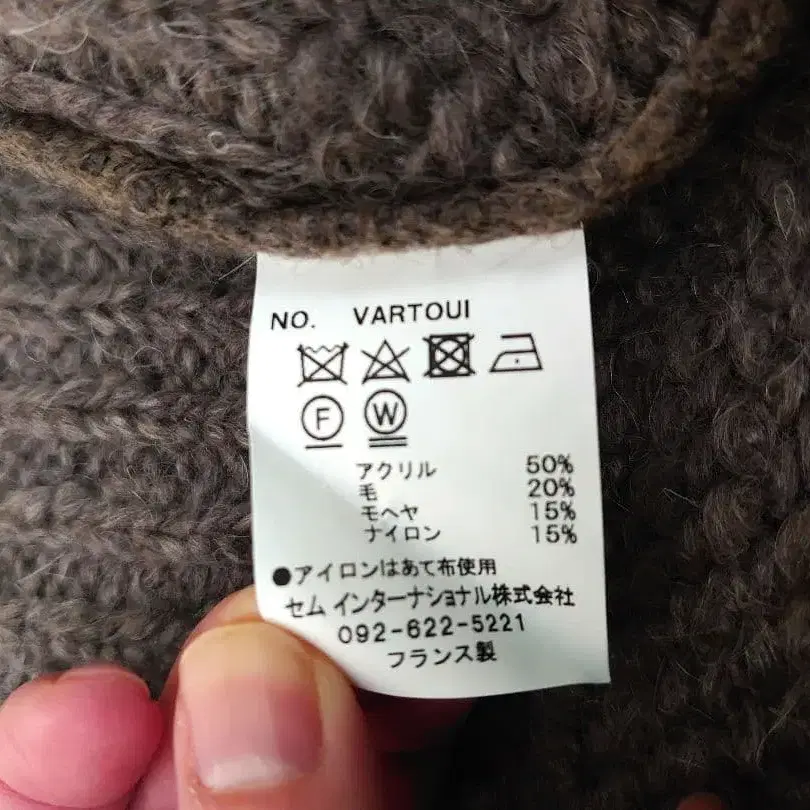 NO. VARTOUI
F W
アクリル 50%
毛 20%
モヘヤ 15%
ナイロン 15%
●アイロンはあて布使用
セム インターナショナル株式会社
092-622-5221
フランス製